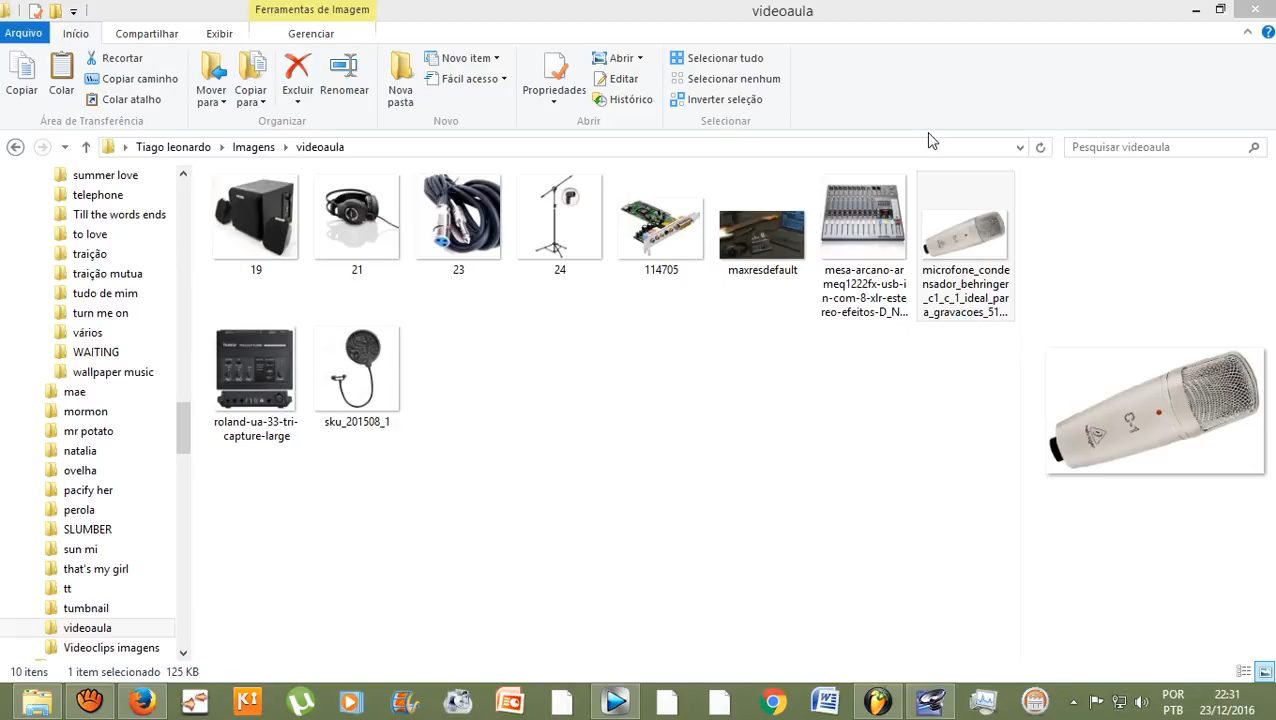 Ferramentas de Imagem
videoaula
Arquivo
Início
Compartilhar
Exibir
Gerenciar
Copiar
Colar
Recortar
Copiar caminho
Colar atalho
Área de Transferência
Mover para
Copiar para
Excluir
Renomear
Organizar
Nova pasta
Novo item
Fácil acesso
Novo
Propriedades
Abrir
Editar
Histórico
Abrir
Selecionar tudo
Selecionar nenhum
Inverter seleção
Selecionar
Tiago leonardo
Imagens
videoaula
Pesquisar videoaula
summer love
telephone
Till the words ends
to love
traição
traição mutua
tudo de mim
turne me on
vários
WAITING
wallpaper music
mae
mormon
mr potato
natalia
ovelha
pacify her
perola
SLUMBER
sun mi
that's my girl
tt
tumbnail
videoaula
Videoclips imagens
19
21
23
24
114705
maxresdefault
mesa-arcano-ar
meq1222fx-usb-i
n-com-8-xlr-este
reo-efeitos-D_N...
microfone_conde
nsador_behringer
_c1_c_1_ideal_par
a_gravacoes_51...
roland-ua-33-tri-
capture-large
sku_201508_1
C-1
10 itens
1 item selecionado 125 KB
POR
PTB
22:31
23/12/2016